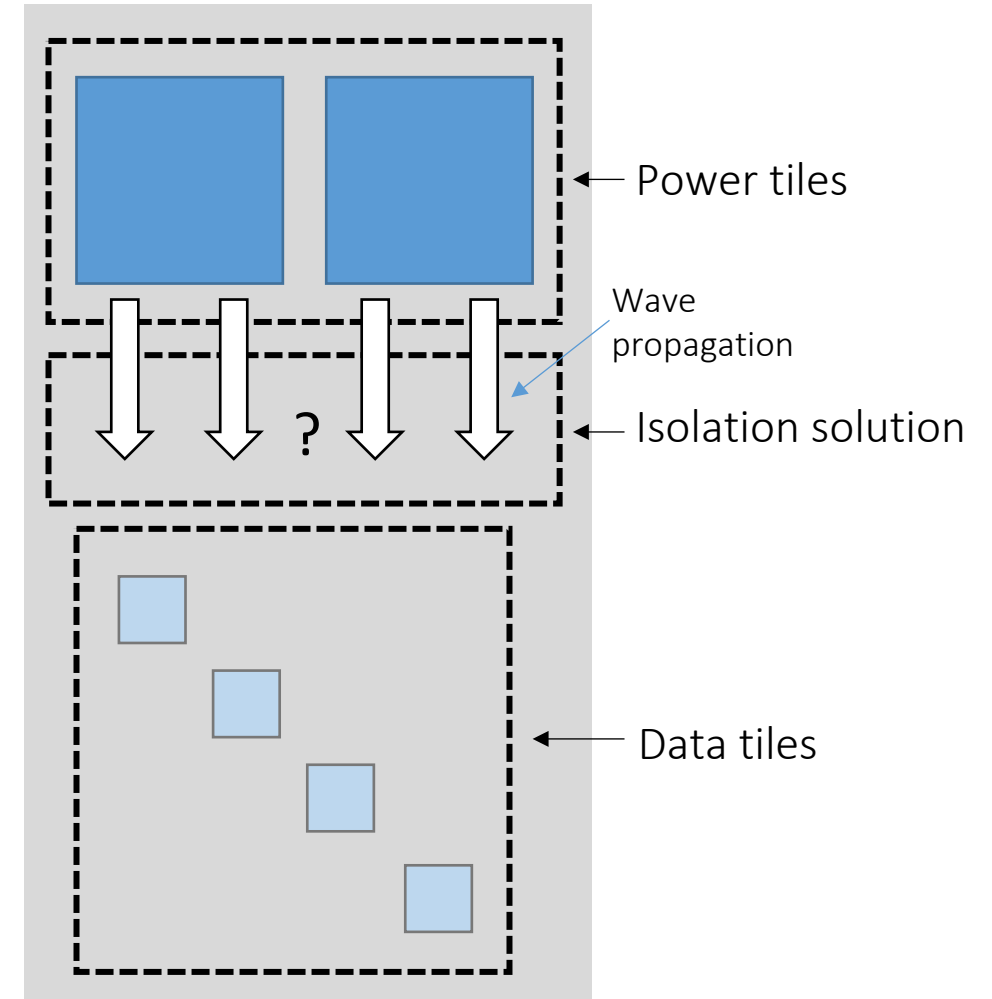 Power tiles
Wave
propagation
?
Isolation solution
Data tiles